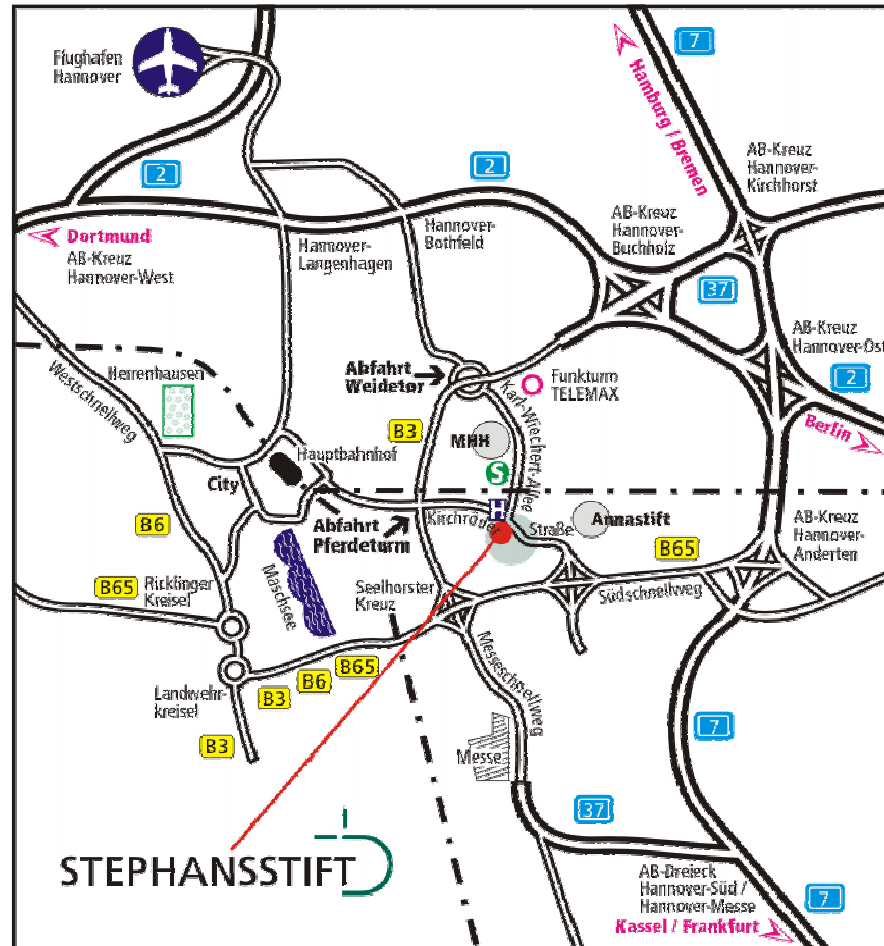 Flughafen
Hannover
7
Hamburg / Bremen
2
2
AB-Kreuz
Hannover-
Kirchhorst
Dortmund
AB-Kreuz
Hannover-West
Hannover-
Langenhagen
Hannover-
Bothfeld
AB-Kreuz
Hannover-
Buchholz
37
AB-Kreuz
Hannover-Ost
2
Berlin
Westschnellweg
Herrenhausen
Abfahrt
Weidetor
Funkturm
TELEMAX
Karl-Wiechert-Allee
B3
MHH
S
Hauptbahnhof
City
H
Abfahrt
Pferdeturm
Kirchröder
Straße
Annastift
B65
AB-Kreuz
Hannover-
Anderten
B6
B65
Ricklinger
Kreisel
Maschsee
Seelhorster
Kreuz
Südschnellweg
Landwehr-
kreisel
B3
B6
B65
B3
Messeschnellweg
Messe
7
37
STEPHANSSTIFT
AB-Dreieck
Hannover-Süd /
Hannover-Messe
7
Kassel / Frankfurt